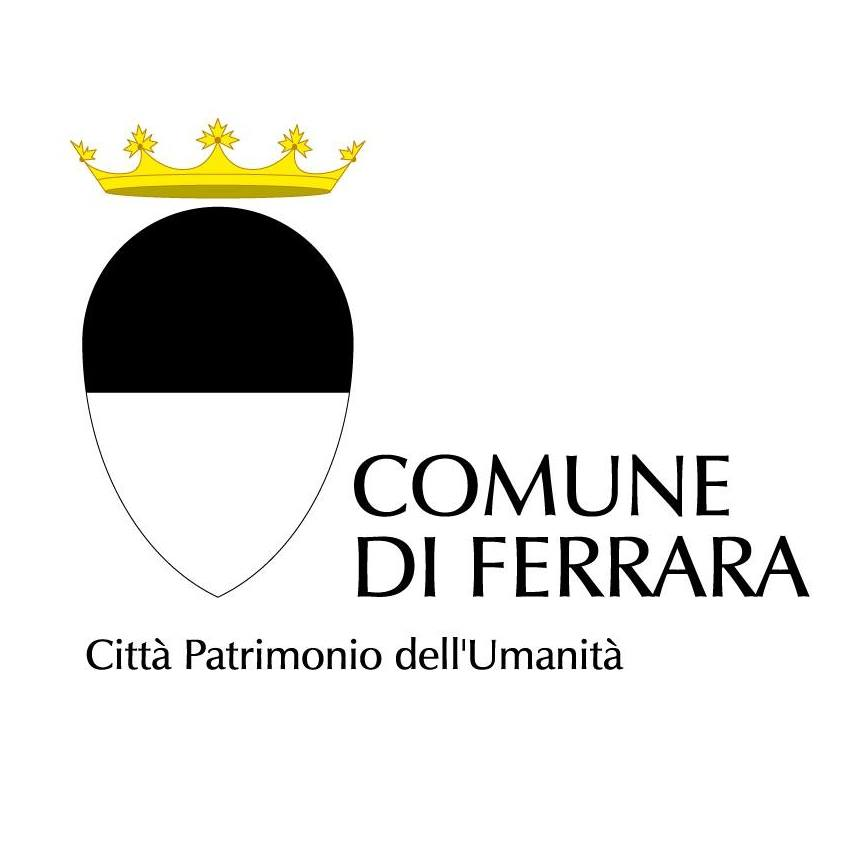 COMUNE
DI FERRARA
Città Patrimonio dell'Umanità